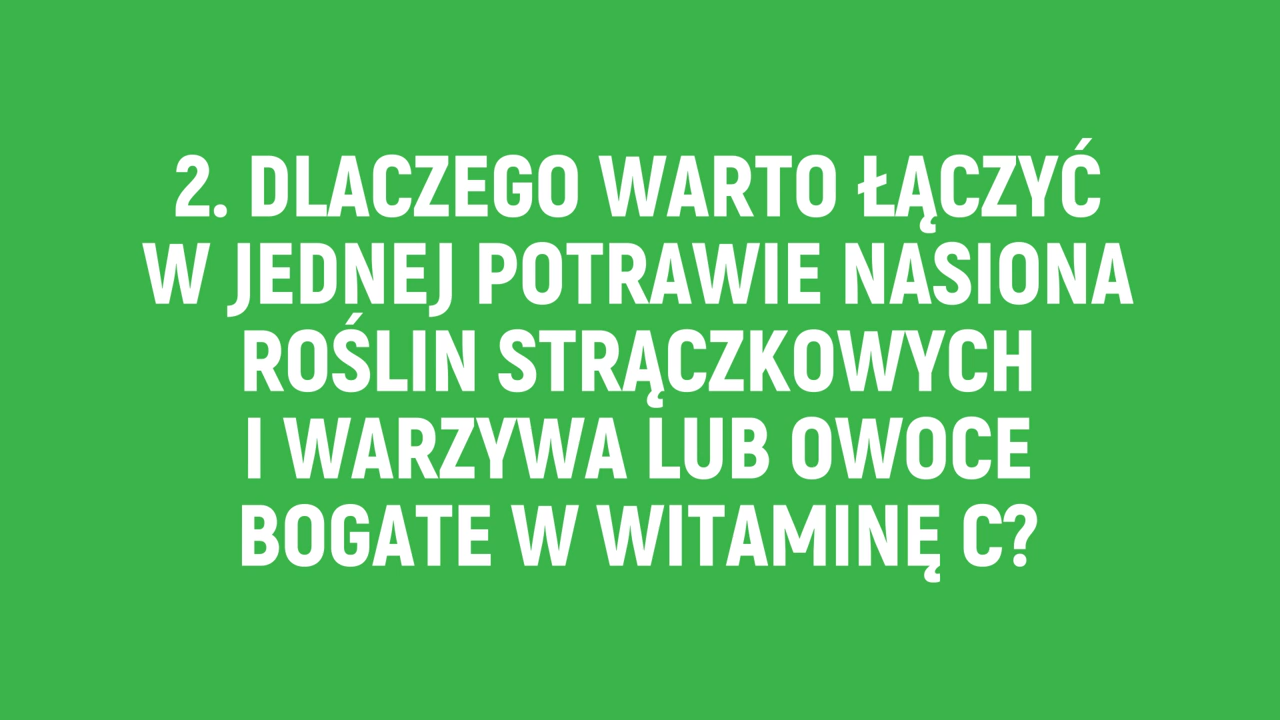 2. DLACZEGO WARTO ŁĄCZYĆ
W JEDNEJ POTRAWIE NASIONA
ROŚLIN STRĄCZKOWYCH
I WARZYWA LUB OWOCE
BOGATE W WITAMINĘ C?